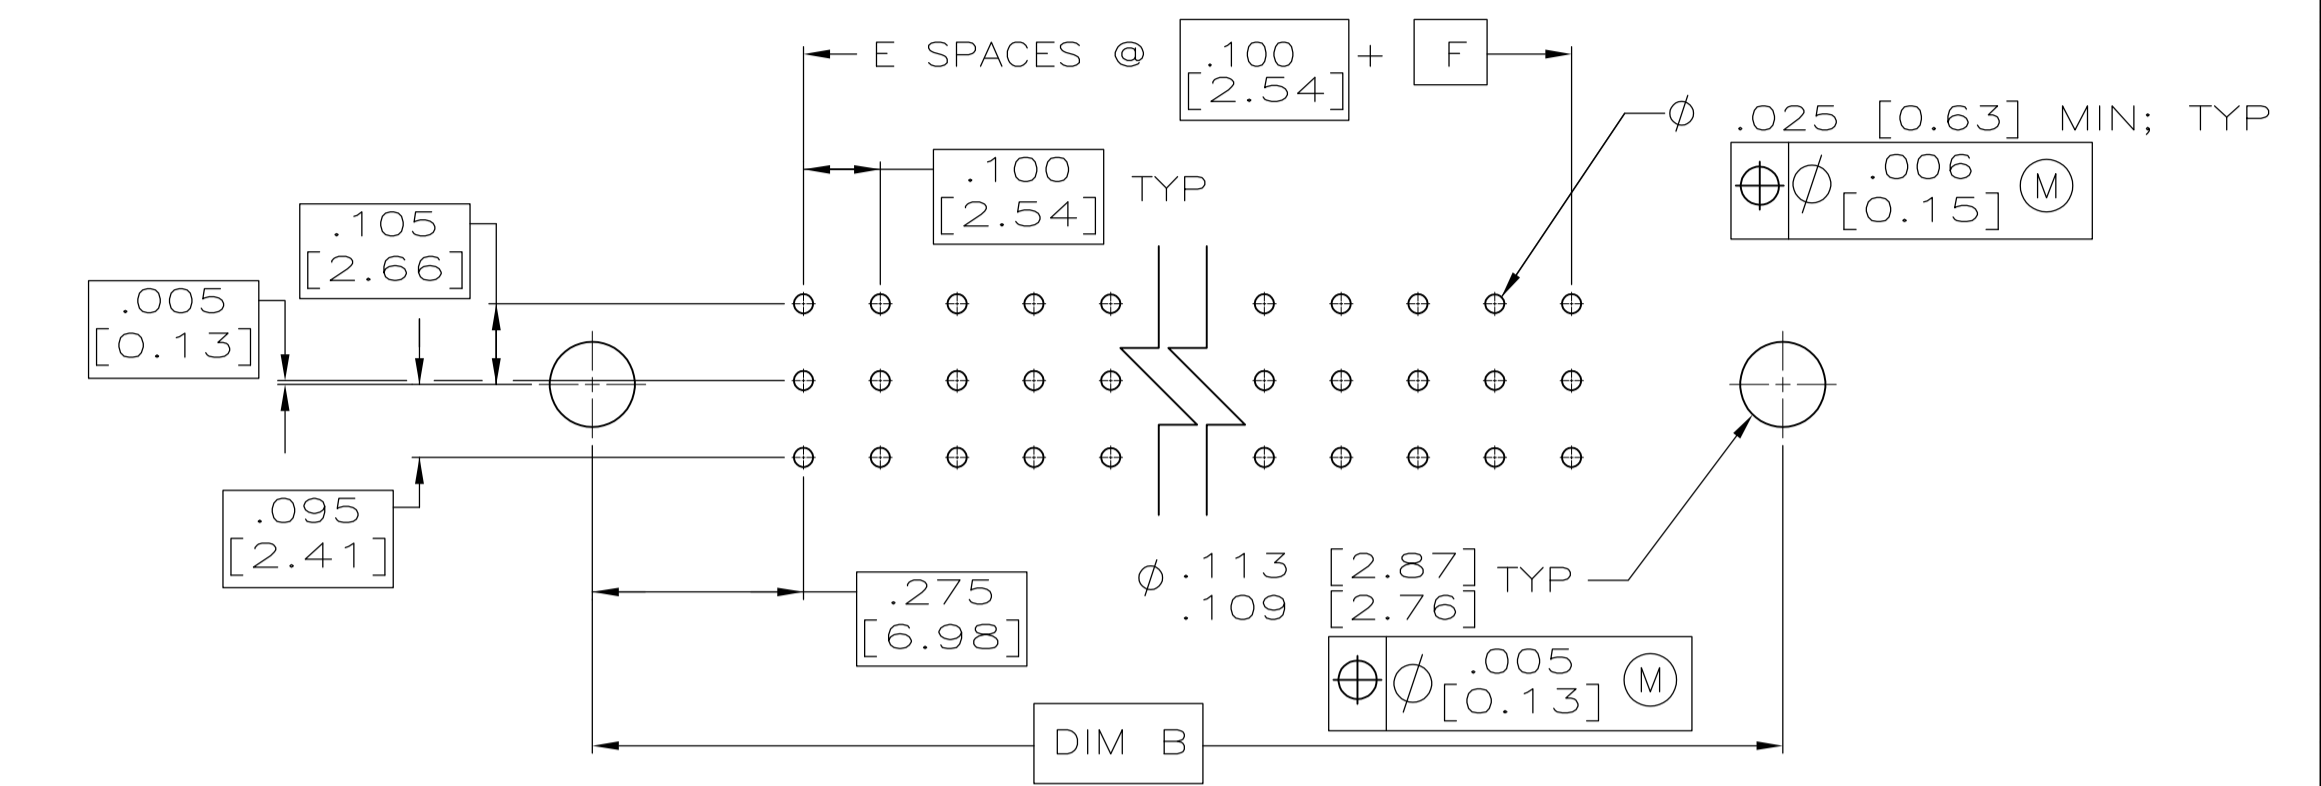 E SPACES @ .100 + F
[2.54]
⌀ .025 [0.63] MIN; TYP
⌖ ⌀ .006 Ⓜ
[0.15]
.100 TYP
[2.54]
.105
[2.66]
.005
[0.13]
.095
[2.41]
.275
[6.98]
⌀ .113 [2.87] TYP
.109 [2.76]
⌖ ⌀ .005 Ⓜ
[0.13]
DIM B